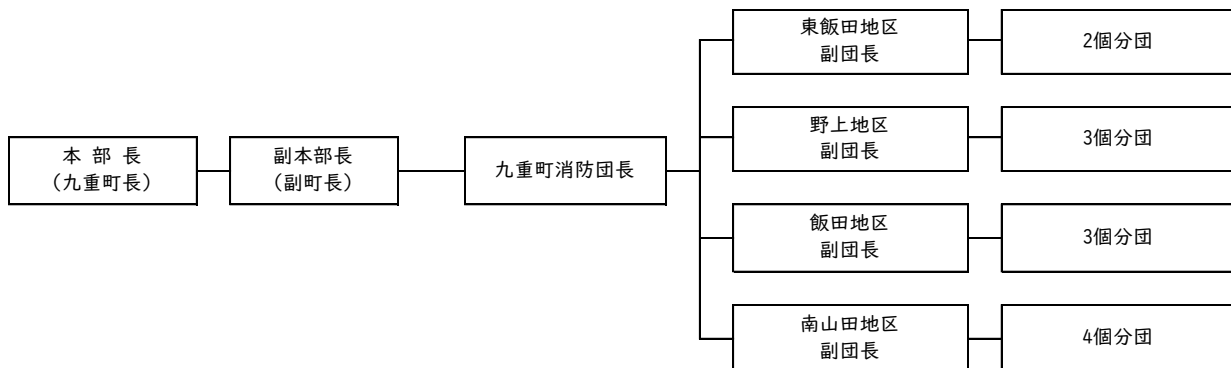 東飯田地区
副団長
2個分団
野上地区
副団長
3個分団
本 部 長
（九重町長）
副本部長
（副町長）
九重町消防団長
飯田地区
副団長
3個分団
南山田地区
副団長
4個分団